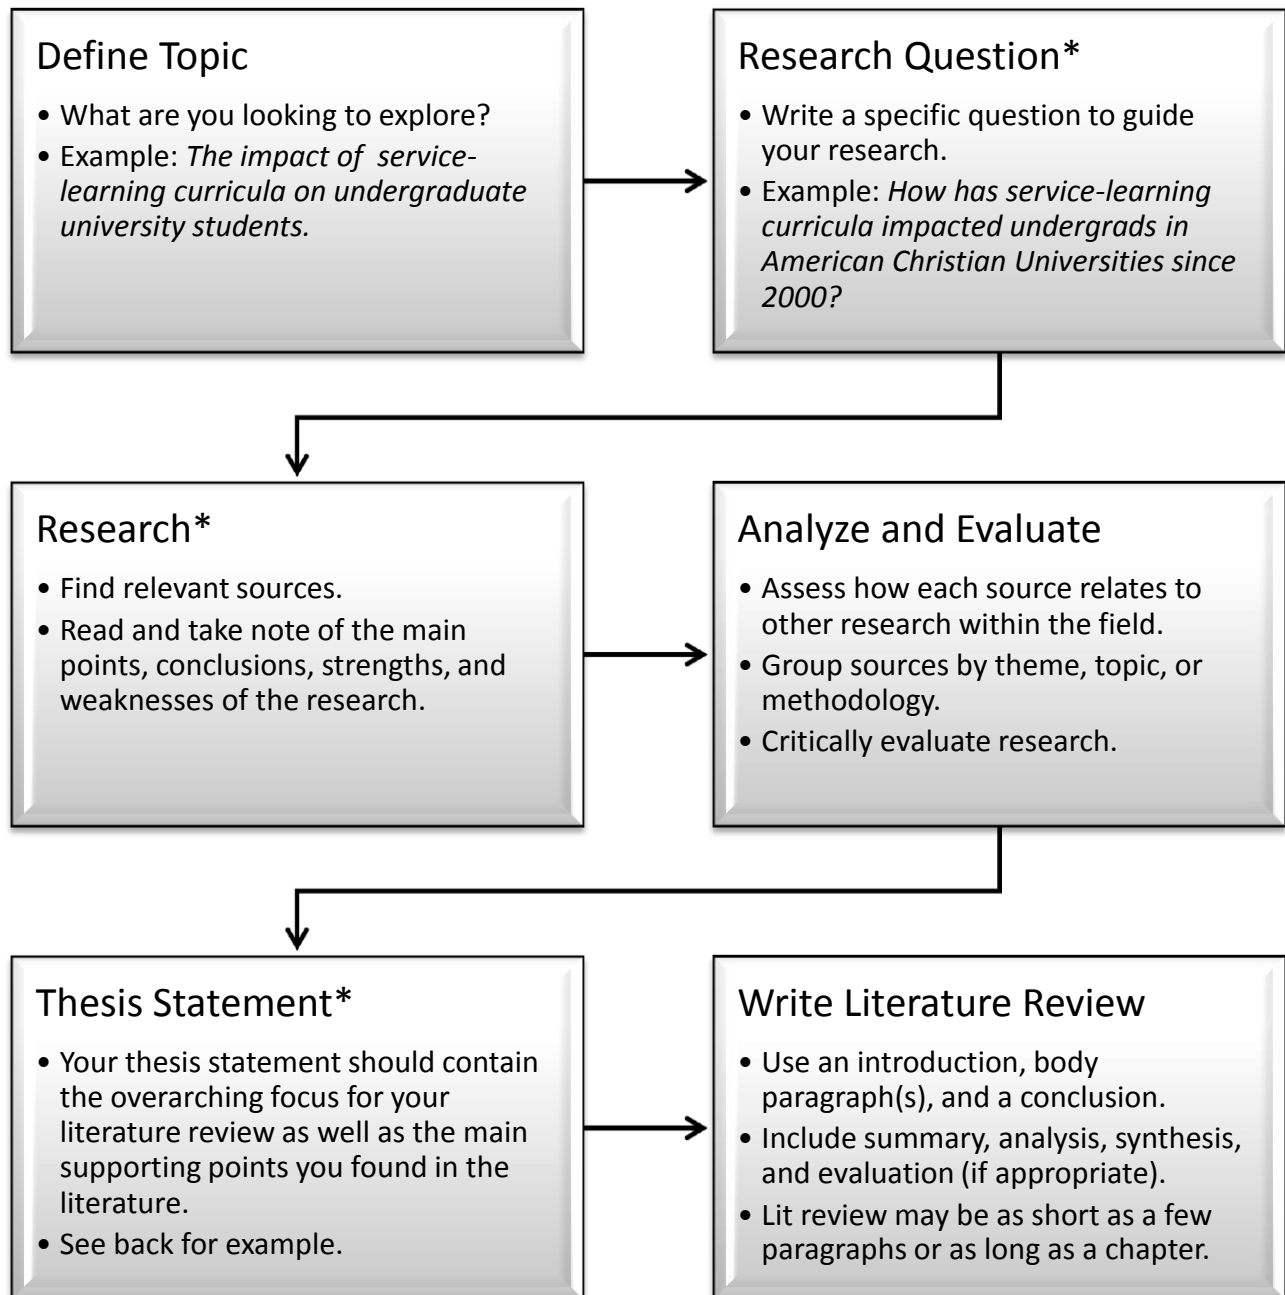 Define Topic
• What are you looking to explore?
• Example: The impact of service-
learning curricula on undergraduate
university students.
Research Question*
• Write a specific question to guide
your research.
• Example: How has service-learning
curricula impacted undergrads in
American Christian Universities since
2000?
Research*
• Find relevant sources.
• Read and take note of the main
points, conclusions, strengths, and
weaknesses of the research.
Analyze and Evaluate
• Assess how each source relates to
other research within the field.
• Group sources by theme, topic, or
methodology.
• Critically evaluate research.
Thesis Statement*
• Your thesis statement should contain
the overarching focus for your
literature review as well as the main
supporting points you found in the
literature.
• See back for example.
Write Literature Review
• Use an introduction, body
paragraph(s), and a conclusion.
• Include summary, analysis, synthesis,
and evaluation (if appropriate).
• Lit review may be as short as a few
paragraphs or as long as a chapter.